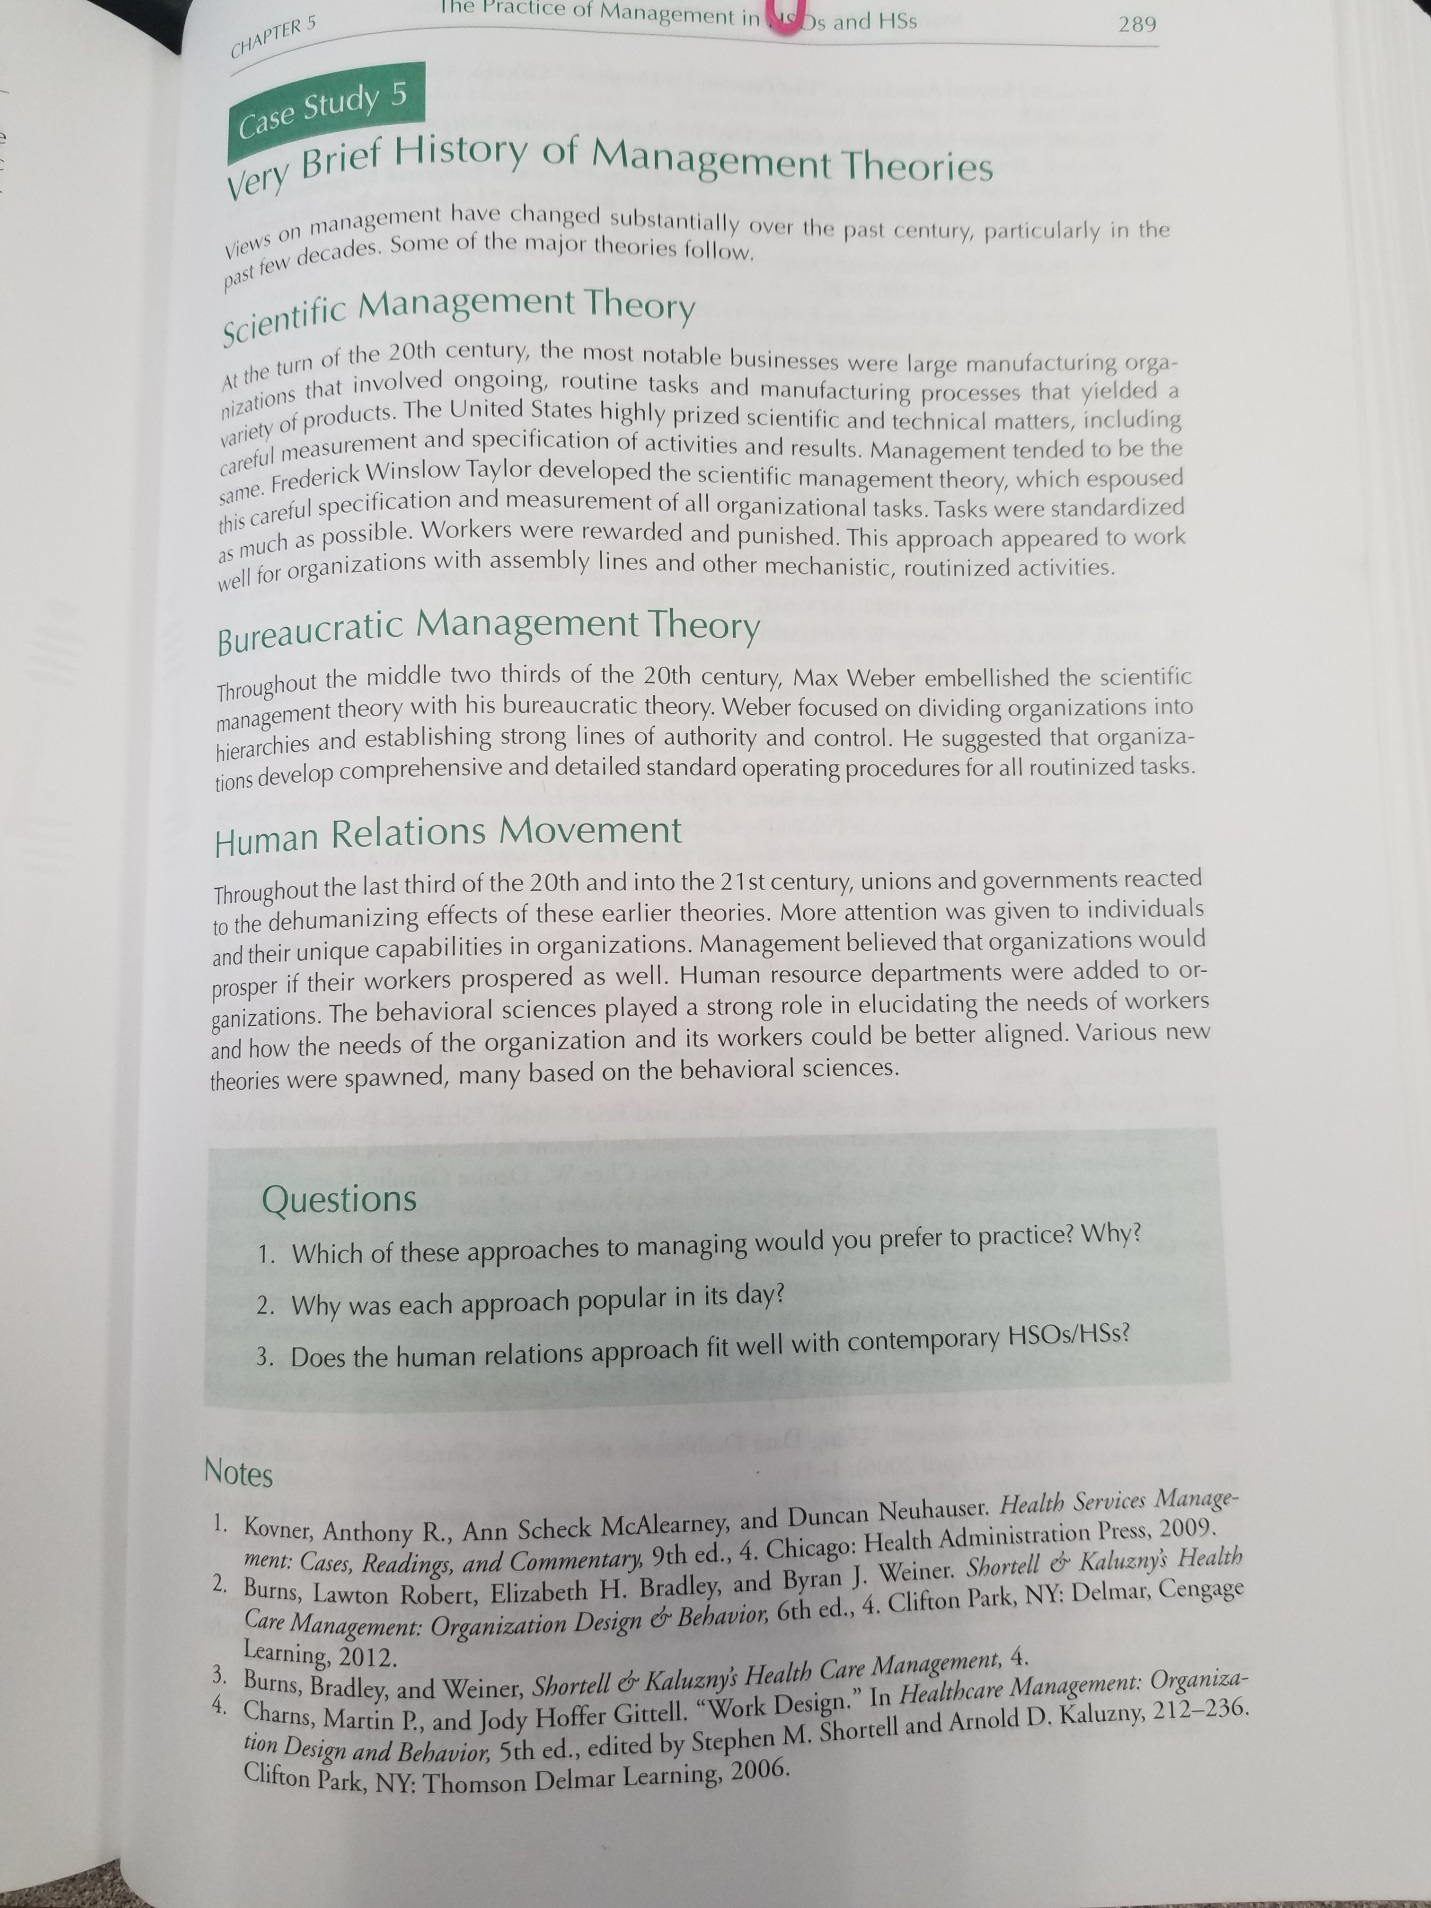 CHAPTER 5
The Practice of Management in HSOs and HSs
289
Case Study 5
Very Brief History of Management Theories
Views on management have changed substantially over the past century, particularly in the
past few decades. Some of the major theories follow.
Scientific Management Theory
At the turn of the 20th century, the most notable businesses were large manufacturing orga-
nizations that involved ongoing, routine tasks and manufacturing processes that yielded a
variety of products. The United States highly prized scientific and technical matters, including
careful measurement and specification of activities and results. Management tended to be the
same. Frederick Winslow Taylor developed the scientific management theory, which espoused
this careful specification and measurement of all organizational tasks. Tasks were standardized
as much as possible. Workers were rewarded and punished. This approach appeared to work
well for organizations with assembly lines and other mechanistic, routinized activities.
Bureaucratic Management Theory
Throughout the middle two thirds of the 20th century, Max Weber embellished the scientific
management theory with his bureaucratic theory. Weber focused on dividing organizations into
hierarchies and establishing strong lines of authority and control. He suggested that organiza-
tions develop comprehensive and detailed standard operating procedures for all routinized tasks.
Human Relations Movement
Throughout the last third of the 20th and into the 21st century, unions and governments reacted
to the dehumanizing effects of these earlier theories. More attention was given to individuals
and their unique capabilities in organizations. Management believed that organizations would
prosper if their workers prospered as well. Human resource departments were added to or-
ganizations. The behavioral sciences played a strong role in elucidating the needs of workers
and how the needs of the organization and its workers could be better aligned. Various new
theories were spawned, many based on the behavioral sciences.
Questions
1. Which of these approaches to managing would you prefer to practice? Why?
2. Why was each approach popular in its day?
3. Does the human relations approach fit well with contemporary HSOs/HSs?
Notes
1. Kovner, Anthony R., Ann Scheck McAlearney, and Duncan Neuhauser. Health Services Manage-
ment: Cases, Readings, and Commentary, 9th ed., 4. Chicago: Health Administration Press, 2009.
2. Burns, Lawton Robert, Elizabeth H. Bradley, and Byran J. Weiner. Shortell & Kaluzny's Health
Care Management: Organization Design & Behavior, 6th ed., 4. Clifton Park, NY: Delmar, Cengage
Learning, 2012.
3. Burns, Bradley, and Weiner, Shortell & Kaluzny's Health Care Management, 4.
4. Charns, Martin P., and Jody Hoffer Gittell. “Work Design.” In Healthcare Management: Organiza-
tion Design and Behavior, 5th ed., edited by Stephen M. Shortell and Arnold D. Kaluzny, 212–236.
Clifton Park, NY: Thomson Delmar Learning, 2006.